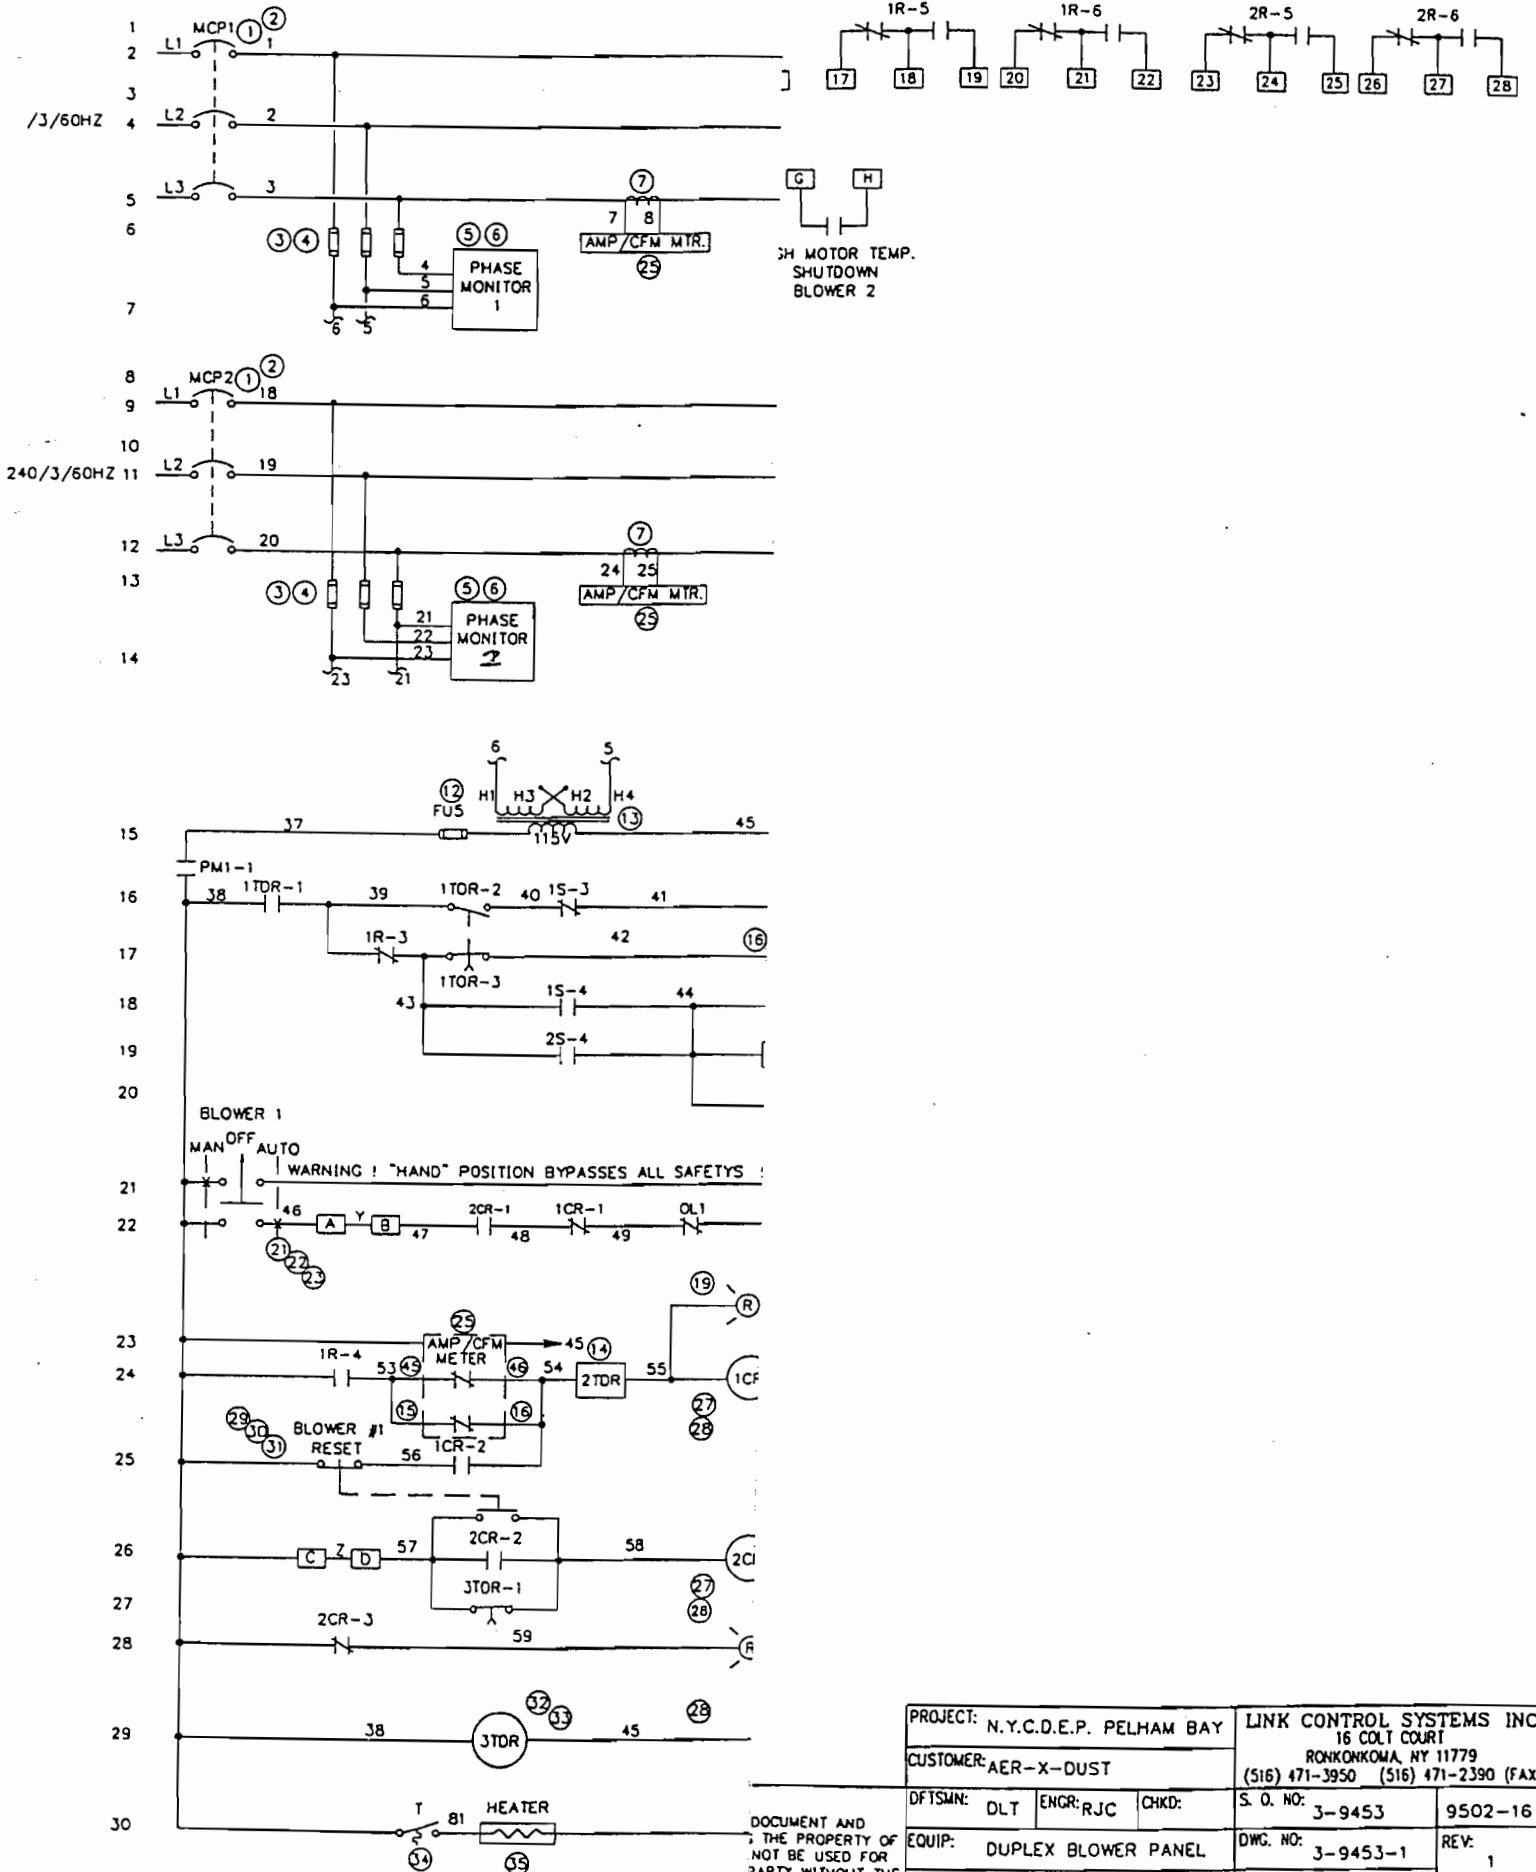 1 MCP1 ① ②
2 L1 1
3
/3/60HZ 4 L2 2
5 L3 3 ⑦
6 7 8
③ ④ ⑤ ⑥ AMP/CFM MTR.
㉕
4 PHASE
5 MONITOR
6 1
7
6 5
1R-5 1R-6 2R-5 2R-6
17 18 19 20 21 22 23 24 25 26 27 28
G H
MOTOR TEMP.
SHUTDOWN
BLOWER 2
8 MCP2 ① ②
9 L1 18
10
240/3/60HZ 11 L2 19
12 L3 20 ⑦
13 24 25
③ ④ ⑤ ⑥ AMP/CFM MTR.
㉕
21 PHASE
22 MONITOR
23
14
23 21
6 5
⑫ H1 H3 H2 H4
FU5 ⑬
15 37 115V 45
PM1-1
16 38 1TDR-1 39 1TDR-2 40 1S-3 41
17 1R-3 42 ⑯
1TDR-3
18 43 1S-4 44
19 2S-4
20
BLOWER 1
MAN OFF AUTO
21 WARNING ! "HAND" POSITION BYPASSES ALL SAFETYS !
22 46 A Y B 47 2CR-1 48 1CR-1 49 OL1
㉑
㉒
㉓
⑲
R
㉕
23 AMP/CFM 45 ⑭
METER
24 1R-4 53 ㊺ ㊻ 54 2TDR 55 1CR
⑮ ⑯ ㉗
㉘
㉙ ㉚ ㉛ BLOWER #1
RESET
25 56 1CR-2
26 C Z D 57 2CR-2 58
㉗
27 3TDR-1 ㉘
28 2CR-3 59 R
㉜ ㉝ ㉘
29 38 3TDR 45
30 T 81 HEATER
㉞ ㉟
PROJECT: N.Y.C.D.E.P. PELHAM BAY
CUSTOMER: AER-X-DUST
LINK CONTROL SYSTEMS INC
16 COLT COURT
RONKONKOMA, NY 11779
(516) 471-3950 (516) 471-2390 (FAX
DFTSMN: DLT ENGR: RJC CHKD: S. O. NO: 3-9453 9502-16
EQUIP: DUPLEX BLOWER PANEL DWG. NO: 3-9453-1 REV: 1
DOCUMENT AND
THE PROPERTY OF
NOT BE USED FOR